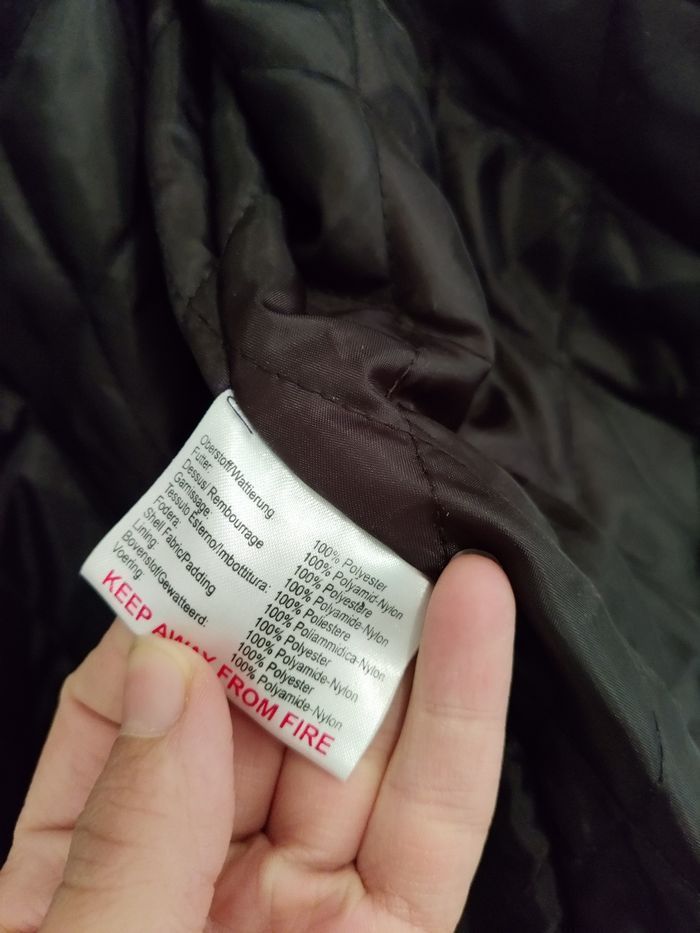 Oberstoff/Wattierung 100% Polyester
Futter: 100% Polyamid-Nylon
Dessus/ Rembourrage 100% Polyestère
Garnissage: 100% Polyamide-Nylon
Tessuto Esterno/Imbottitura: 100% Poliestere
Fodera: 100% Poliammidica-Nylon
Shell Fabric/Padding 100% Polyester
Lining: 100% Polyamide-Nylon
Bovenstof/Gewatteerd: 100% Polyester
Voering: 100% Polyamide-Nylon
KEEP AWAY FROM FIRE